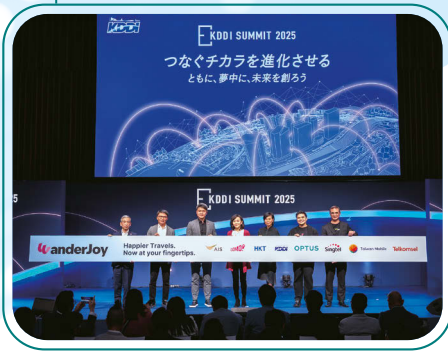 KDDI
KDDI SUMMIT 2025
つなぐチカラを進化させる
ともに、夢中に、未来を創ろう
5
KDDI SUMMIT 2025
WanderJoy
Happier Travels.
Now at your fingertips.
AIS
HKT
KDDI
OPTUS
Singtel
Taiwan Mobile
Telkomsel